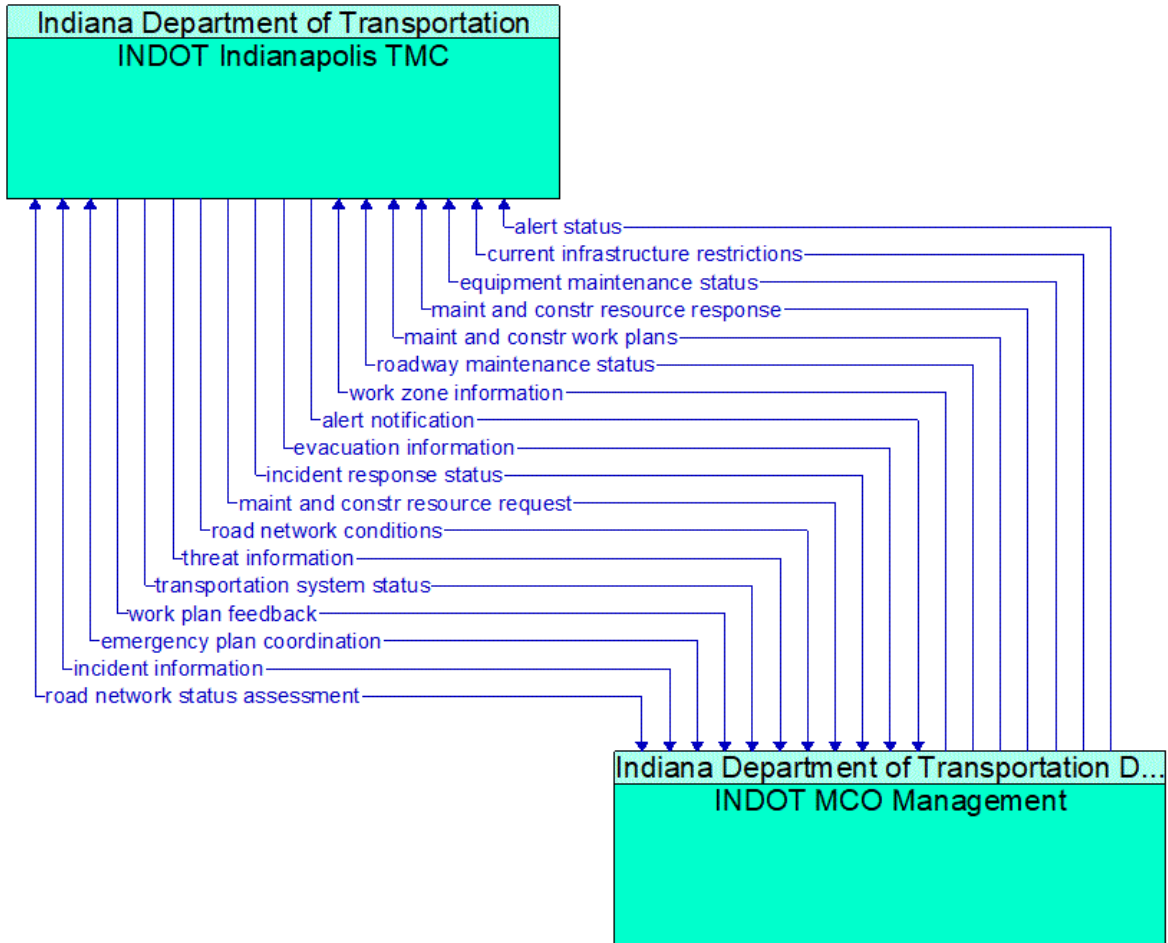 Indiana Department of Transportation
INDOT Indianapolis TMC
alert status
current infrastructure restrictions
equipment maintenance status
maint and constr resource response
maint and constr work plans
roadway maintenance status
work zone information
alert notification
evacuation information
incident response status
maint and constr resource request
road network conditions
threat information
transportation system status
work plan feedback
emergency plan coordination
incident information
road network status assessment
Indiana Department of Transportation D...
INDOT MCO Management